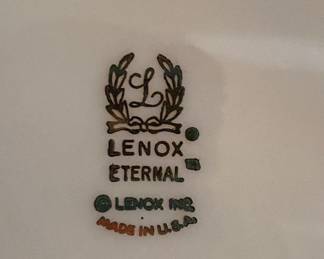 L
LENOX®
ETERNAL
© LENOX INC.
MADE IN U.S.A.